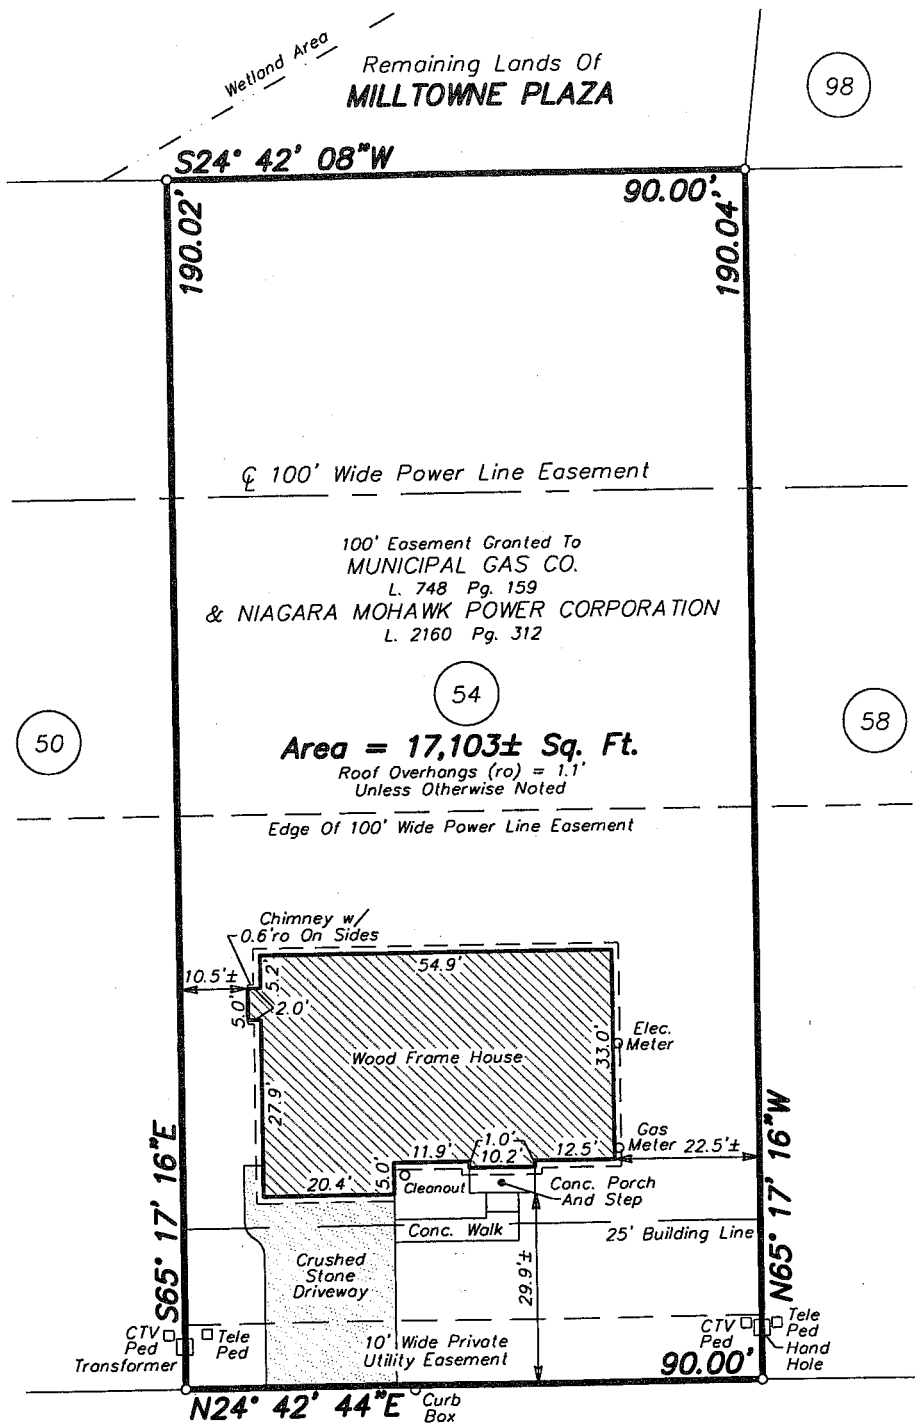 Wetland Area
Remaining Lands Of
MILLTOWNE PLAZA
98
S24° 42' 08"W
90.00'
190.02'
190.04'
℄ 100' Wide Power Line Easement
100' Easement Granted To
MUNICIPAL GAS CO.
L. 748 Pg. 159
& NIAGARA MOHAWK POWER CORPORATION
L. 2160 Pg. 312
54
50
58
Area = 17,103± Sq. Ft.
Roof Overhangs (ro) = 1.1'
Unless Otherwise Noted
Edge Of 100' Wide Power Line Easement
Chimney w/
0.6'ro On Sides
10.5'±
5.2'
54.9'
5.0'
2.0'
Wood Frame House
33.0'
Elec.
Meter
27.9'
Gas
Meter
22.5'±
11.9'
1.0'
10.2'
12.5'
20.4'
5.0'
Cleanout
Conc. Porch
And Step
Conc. Walk
25' Building Line
29.9'±
Crushed
Stone
Driveway
S65° 17' 16"E
N65° 17' 16"W
CTV
Ped
Transformer
Tele
Ped
10' Wide Private
Utility Easement
CTV
Ped
Tele
Ped
Hand
Hole
90.00'
N24° 42' 44"E
Curb
Box